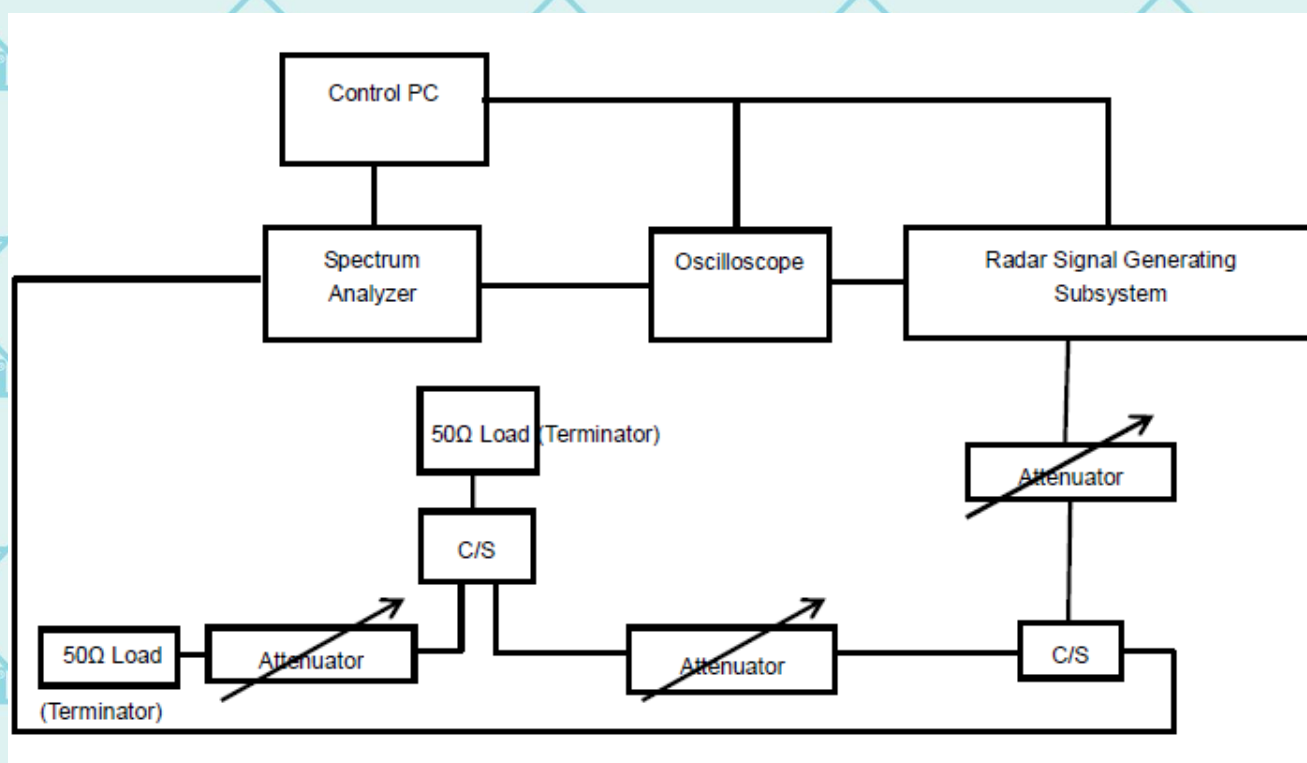 Control PC
Spectrum
Analyzer
Oscilloscope
Radar Signal Generating
Subsystem
50Ω Load (Terminator)
Attenuator
C/S
50Ω Load
(Terminator)
Attenuator
Attenuator
C/S